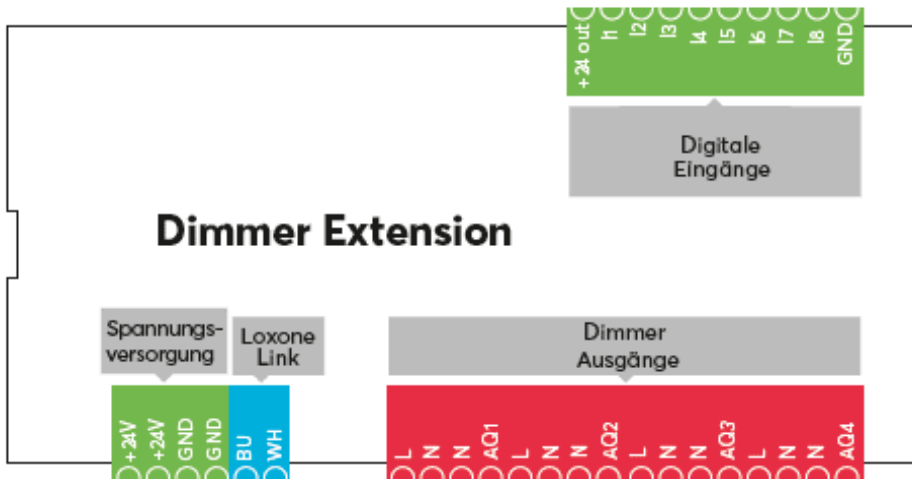 +24 out I1 I2 I3 I4 I5 I6 I7 I8 GND
Digitale
Eingänge
Dimmer Extension
Spannungs-
versorgung
Loxone
Link
Dimmer
Ausgänge
+24V +24V GND GND BU WH L N N AQ1 L N N AQ2 L N N AQ3 L N N AQ4